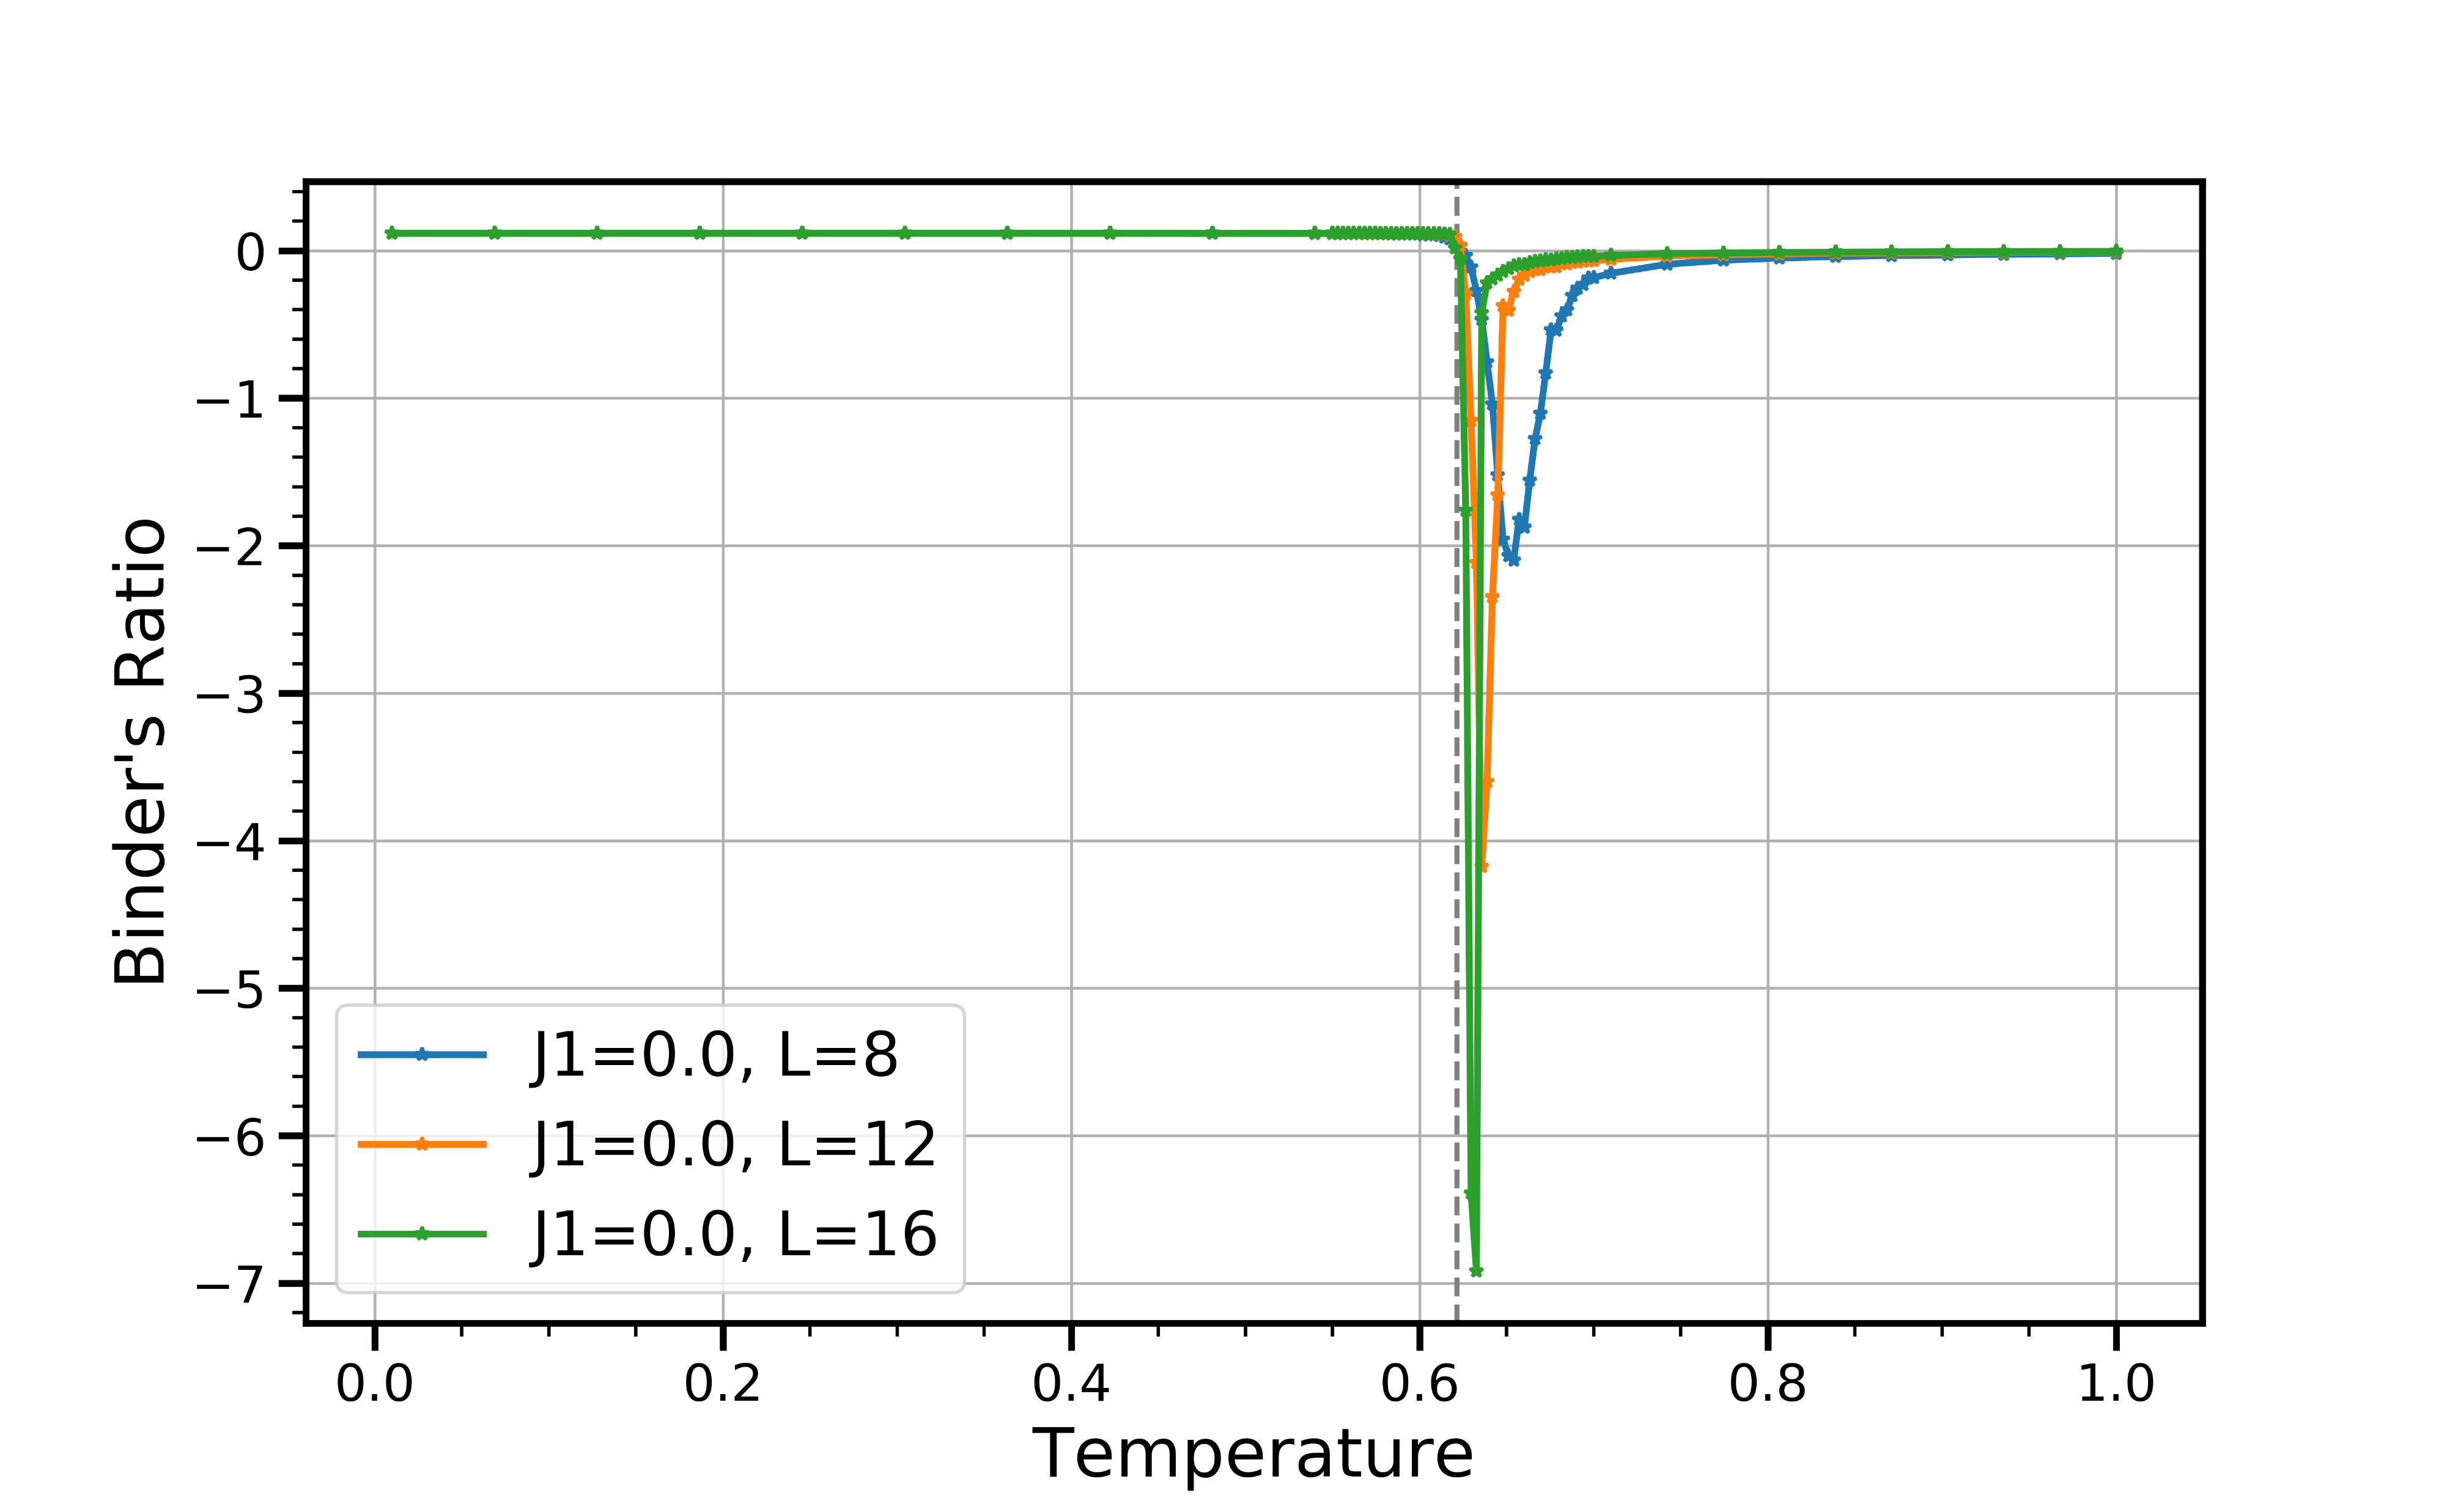 Binder's Ratio
0
−1
−2
−3
−4
−5
−6
−7
J1=0.0, L=8
J1=0.0, L=12
J1=0.0, L=16
0.0 0.2 0.4 0.6 0.8 1.0
Temperature